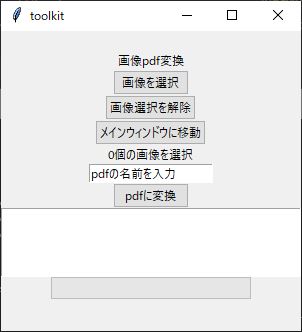 toolkit
画像pdf変換
画像を選択
画像選択を解除
メインウィンドウに移動
0個の画像を選択
pdfの名前を入力
pdfに変換